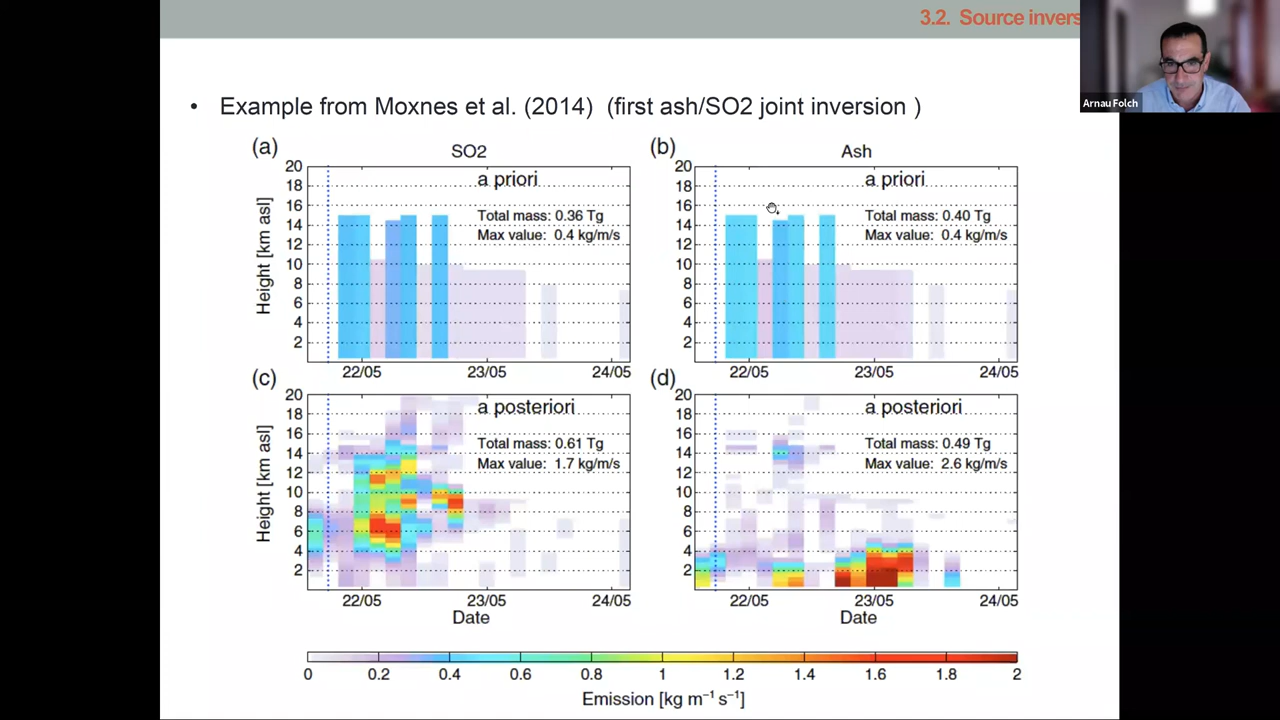 3.2. Source invers
Arnau Folch
• Example from Moxnes et al. (2014) (first ash/SO2 joint inversion )
(a)
SO2
a priori
Total mass: 0.36 Tg
Max value: 0.4 kg/m/s
Height [km asl]
20
18
16
14
12
10
8
6
4
2
22/05 23/05 24/05
(b)
Ash
a priori
Total mass: 0.40 Tg
Max value: 0.4 kg/m/s
20
18
16
14
12
10
8
6
4
2
22/05 23/05 24/05
(c)
a posteriori
Total mass: 0.61 Tg
Max value: 1.7 kg/m/s
Height [km asl]
20
18
16
14
12
10
8
6
4
2
22/05 23/05 24/05
Date
(d)
a posteriori
Total mass: 0.49 Tg
Max value: 2.6 kg/m/s
20
18
16
14
12
10
8
6
4
2
22/05 23/05 24/05
Date
0 0.2 0.4 0.6 0.8 1 1.2 1.4 1.6 1.8 2
Emission [kg m⁻¹ s⁻¹]